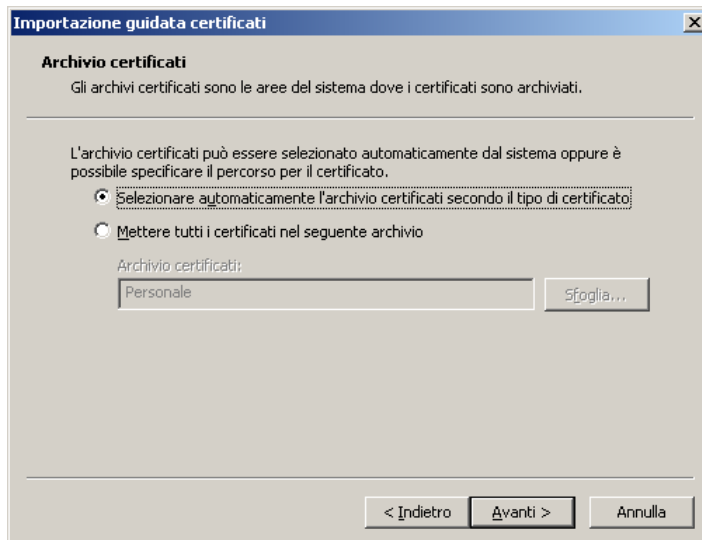 Importazione guidata certificati
Archivio certificati
Gli archivi certificati sono le aree del sistema dove i certificati sono archiviati.
L'archivio certificati può essere selezionato automaticamente dal sistema oppure è
possibile specificare il percorso per il certificato.
Selezionare automaticamente l'archivio certificati secondo il tipo di certificato
Mettere tutti i certificati nel seguente archivio
Archivio certificati:
Personale
Sfoglia...
< Indietro
Avanti >
Annulla